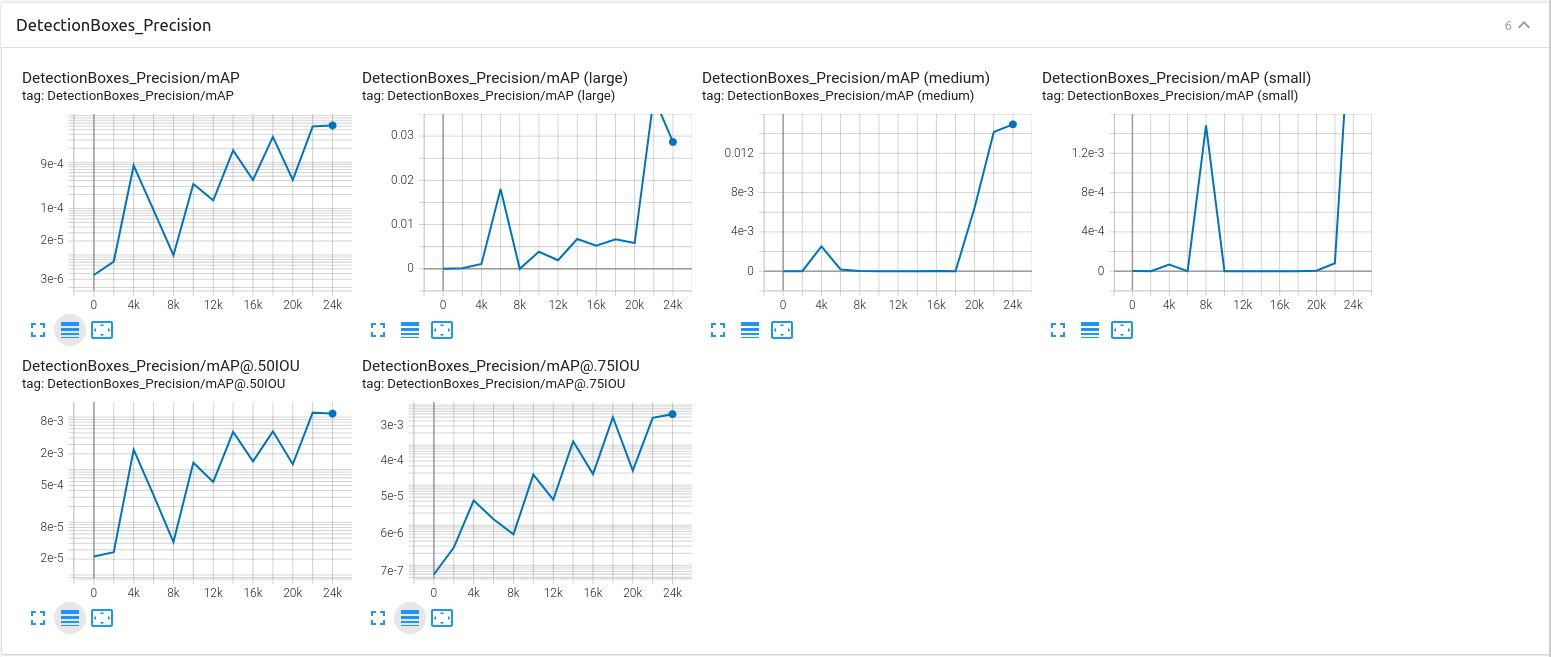 DetectionBoxes_Precision
6
DetectionBoxes_Precision/mAP
tag: DetectionBoxes_Precision/mAP
9e-4
1e-4
2e-5
3e-6
0 4k 8k 12k 16k 20k 24k
DetectionBoxes_Precision/mAP (large)
tag: DetectionBoxes_Precision/mAP (large)
0.03
0.02
0.01
0
0 4k 8k 12k 16k 20k 24k
DetectionBoxes_Precision/mAP (medium)
tag: DetectionBoxes_Precision/mAP (medium)
0.012
8e-3
4e-3
0
0 4k 8k 12k 16k 20k 24k
DetectionBoxes_Precision/mAP (small)
tag: DetectionBoxes_Precision/mAP (small)
1.2e-3
8e-4
4e-4
0
0 4k 8k 12k 16k 20k 24k
DetectionBoxes_Precision/mAP@.50IOU
tag: DetectionBoxes_Precision/mAP@.50IOU
8e-3
2e-3
5e-4
8e-5
2e-5
0 4k 8k 12k 16k 20k 24k
DetectionBoxes_Precision/mAP@.75IOU
tag: DetectionBoxes_Precision/mAP@.75IOU
3e-3
4e-4
5e-5
6e-6
7e-7
0 4k 8k 12k 16k 20k 24k